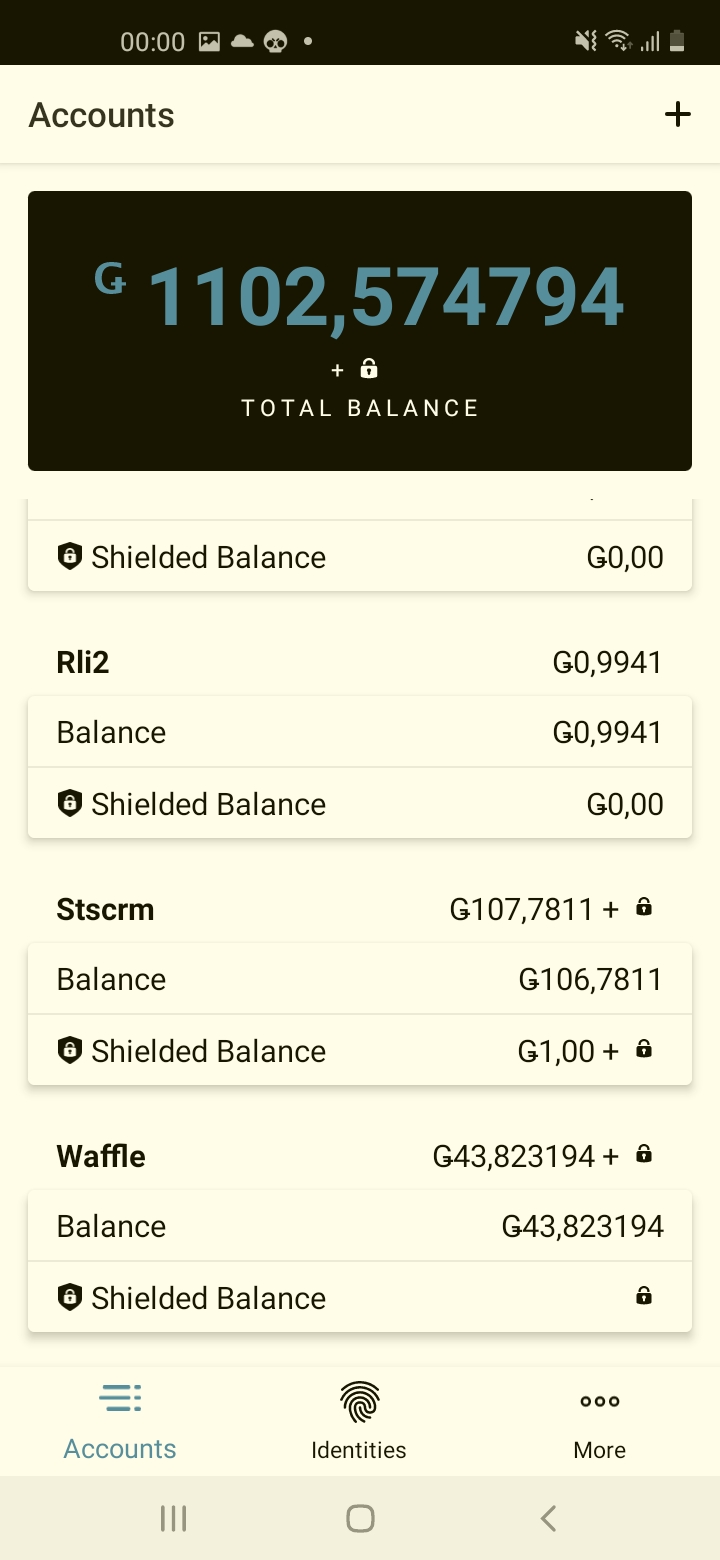 00:00
Accounts
Ǥ 1102,574794
+
TOTAL BALANCE
Shielded Balance Ǥ0,00
Rli2 Ǥ0,9941
Balance Ǥ0,9941
Shielded Balance Ǥ0,00
Stscrm Ǥ107,7811 +
Balance Ǥ106,7811
Shielded Balance Ǥ1,00 +
Waffle Ǥ43,823194 +
Balance Ǥ43,823194
Shielded Balance
Accounts Identities More